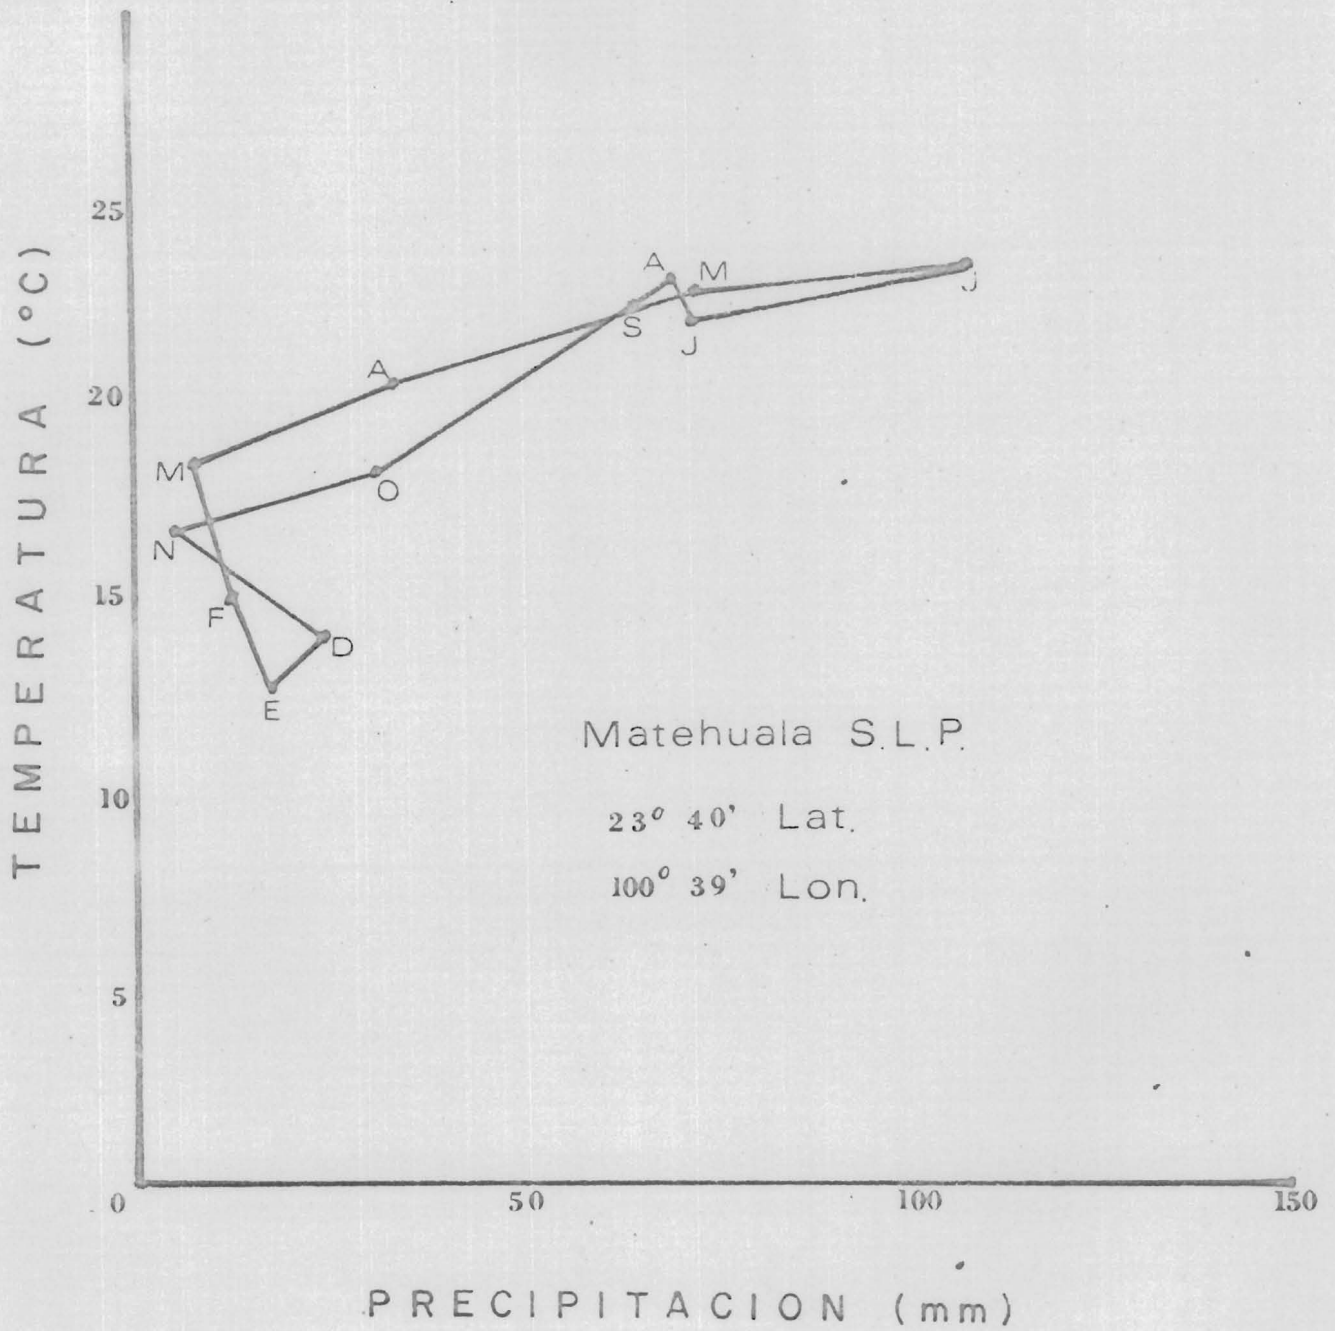 TEMPERATURA (°C)
25
20
15
10
5
0
50
100
150
PRECIPITACION (mm)
A
M
J
S
J
A
M
O
N
F
D
E
Matehuala S.L.P.
23° 40' Lat.
100° 39' Lon.